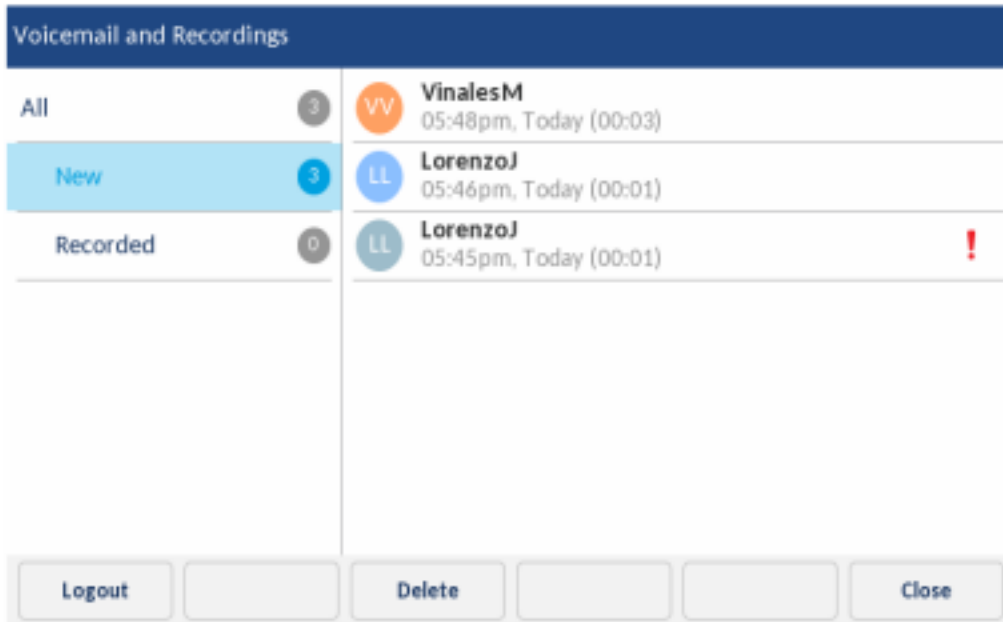 Voicemail and Recordings
All 3
New 3
Recorded 0
VV VinalesM
05:48pm, Today (00:03)
LL LorenzoJ
05:46pm, Today (00:01)
LL LorenzoJ
05:45pm, Today (00:01) !
Logout Delete Close